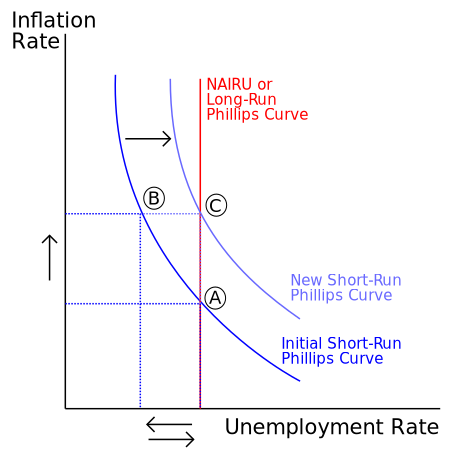 Inflation
Rate
NAIRU or
Long-Run
Phillips Curve
B
C
A
New Short-Run
Phillips Curve
Initial Short-Run
Phillips Curve
Unemployment Rate